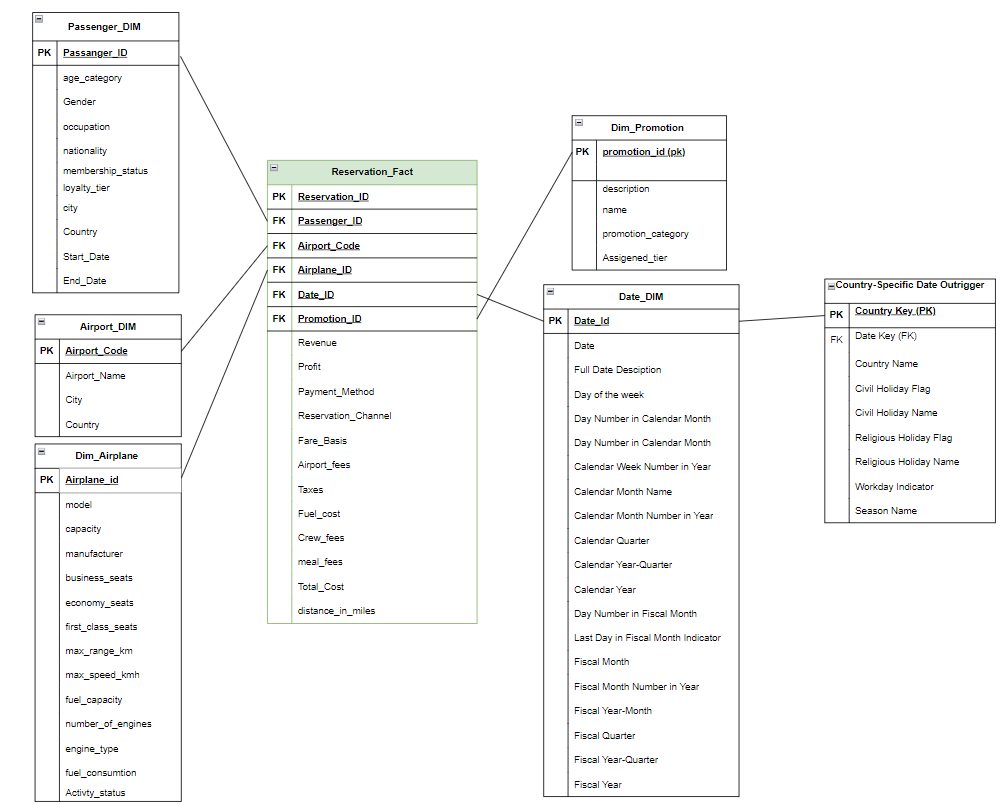 Passenger_DIM
PK Passanger_ID
age_category
Gender
occupation
nationality
membership_status
loyalty_tier
city
Country
Start_Date
End_Date
Airport_DIM
PK Airport_Code
Airport_Name
City
Country
Dim_Airplane
PK Airplane_id
model
capacity
manufacturer
business_seats
economy_seats
first_class_seats
max_range_km
max_speed_kmh
fuel_capacity
number_of_engines
engine_type
fuel_consumtion
Activty_status
Reservation_Fact
PK Reservation_ID
FK Passenger_ID
FK Airport_Code
FK Airplane_ID
FK Date_ID
FK Promotion_ID
Revenue
Profit
Payment_Method
Reservation_Channel
Fare_Basis
Airport_fees
Taxes
Fuel_cost
Crew_fees
meal_fees
Total_Cost
distance_in_miles
Dim_Promotion
PK promotion_id (pk)
description
name
promotion_category
Assigened_tier
Date_DIM
PK Date_Id
Date
Full Date Desciption
Day of the week
Day Number in Calendar Month
Day Number in Calendar Month
Calendar Week Number in Year
Calendar Month Name
Calendar Month Number in Year
Calendar Quarter
Calendar Year-Quarter
Calendar Year
Day Number in Fiscal Month
Last Day in Fiscal Month Indicator
Fiscal Month
Fiscal Month Number in Year
Fiscal Year-Month
Fiscal Quarter
Fiscal Year-Quarter
Fiscal Year
Country-Specific Date Outrigger
PK Country Key (PK)
FK Date Key (FK)
Country Name
Civil Holiday Flag
Civil Holiday Name
Religious Holiday Flag
Religious Holiday Name
Workday Indicator
Season Name